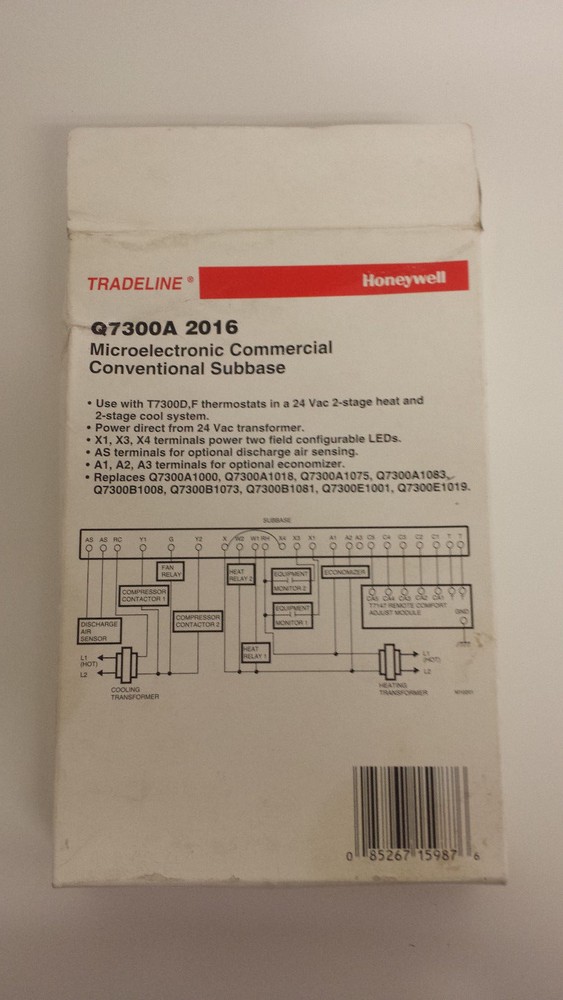 TRADELINE ® Honeywell
Q7300A 2016
Microelectronic Commercial
Conventional Subbase
• Use with T7300D,F thermostats in a 24 Vac 2-stage heat and
2-stage cool system.
• Power direct from 24 Vac transformer.
• X1, X3, X4 terminals power two field configurable LEDs.
• AS terminals for optional discharge air sensing.
• A1, A2, A3 terminals for optional economizer.
• Replaces Q7300A1000, Q7300A1018, Q7300A1075, Q7300A1083,
Q7300B1008, Q7300B1073, Q7300B1081, Q7300E1001, Q7300E1019.
SUBBASE
AS AS RC Y1 G Y2 X W2 W1 RH X4 X3 X1 A1 A2 A3 C5 C4 C3 C2 C1 T T
FAN
RELAY
HEAT
RELAY 2
EQUIPMENT
MONITOR 2
ECONOMIZER
COMPRESSOR
CONTACTOR 1
CA5 CA4 CA3 CA2 CA1 T T
T7147 REMOTE COMFORT
ADJUST MODULE
GND
EQUIPMENT
MONITOR 1
COMPRESSOR
CONTACTOR 2
DISCHARGE
AIR
SENSOR
HEAT
RELAY 1
L1
(HOT)
L2
L1
(HOT)
L2
COOLING
TRANSFORMER
HEATING
TRANSFORMER
0 85267 15987 6